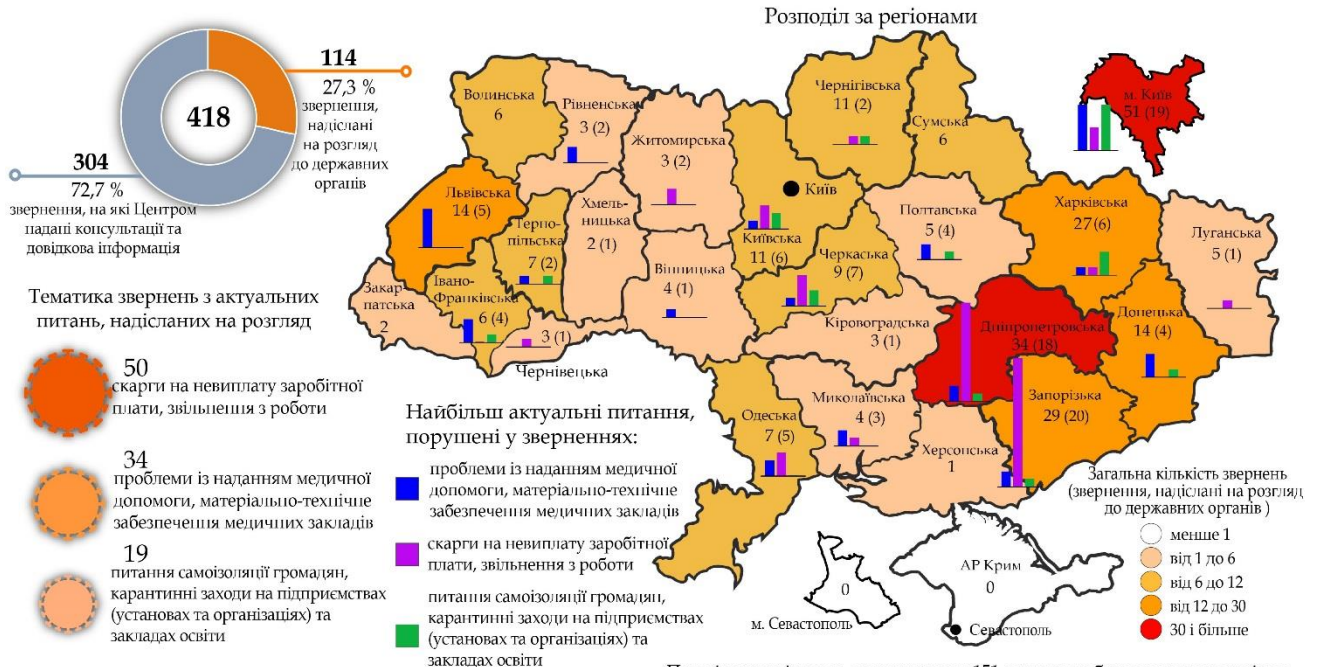 Розподіл за регіонами
418
114
27,3 %
звернення,
надіслані
на розгляд
до державних
органів
304
72,7 %
звернення, на які Центром
надані консультації та
довідкова інформація
Тематика звернень з актуальних
питань, надісланих на розгляд
50
скарги на невиплату заробітної
плати, звільнення з роботи
34
проблеми із наданням медичної
допомоги, матеріально-технічне
забезпечення медичних закладів
19
питання самоізоляції громадян,
карантинні заходи на підприємствах
(установах та організаціях) та
закладах освіти
Волинська
6
Рівненська
3 (2)
Житомирська
3 (2)
Чернігівська
11 (2)
Сумська
6
м. Київ
51 (19)
Львівська
14 (5)
Терно-
пільська
7 (2)
Хмель-
ницька
2 (1)
Київ
Київська
11 (6)
Полтавська
5 (4)
Харківська
27(6)
Луганська
5 (1)
Закар-
патська
2
Івано-
Франківська
6 (4)
3 (1)
Чернівецька
Вінницька
4 (1)
Черкаська
9 (7)
Кіровоградська
3 (1)
Дніпропетровська
34 (18)
Донецька
14 (4)
Одеська
7 (5)
Миколаївська
4 (3)
Херсонська
1
Запорізька
29 (20)
0
м. Севастополь
АР Крим
0
Севастополь
Найбільш актуальні питання,
порушені у зверненнях:
проблеми із наданням медичної
допомоги, матеріально-технічне
забезпечення медичних закладів
скарги на невиплату заробітної
плати, звільнення з роботи
питання самоізоляції громадян,
карантинні заходи на підприємствах
(установах та організаціях) та
закладах освіти
Загальна кількість звернень
(звернення, надіслані на розгляд
до державних органів )
менше 1
від 1 до 6
від 6 до 12
від 12 до 30
30 і більше